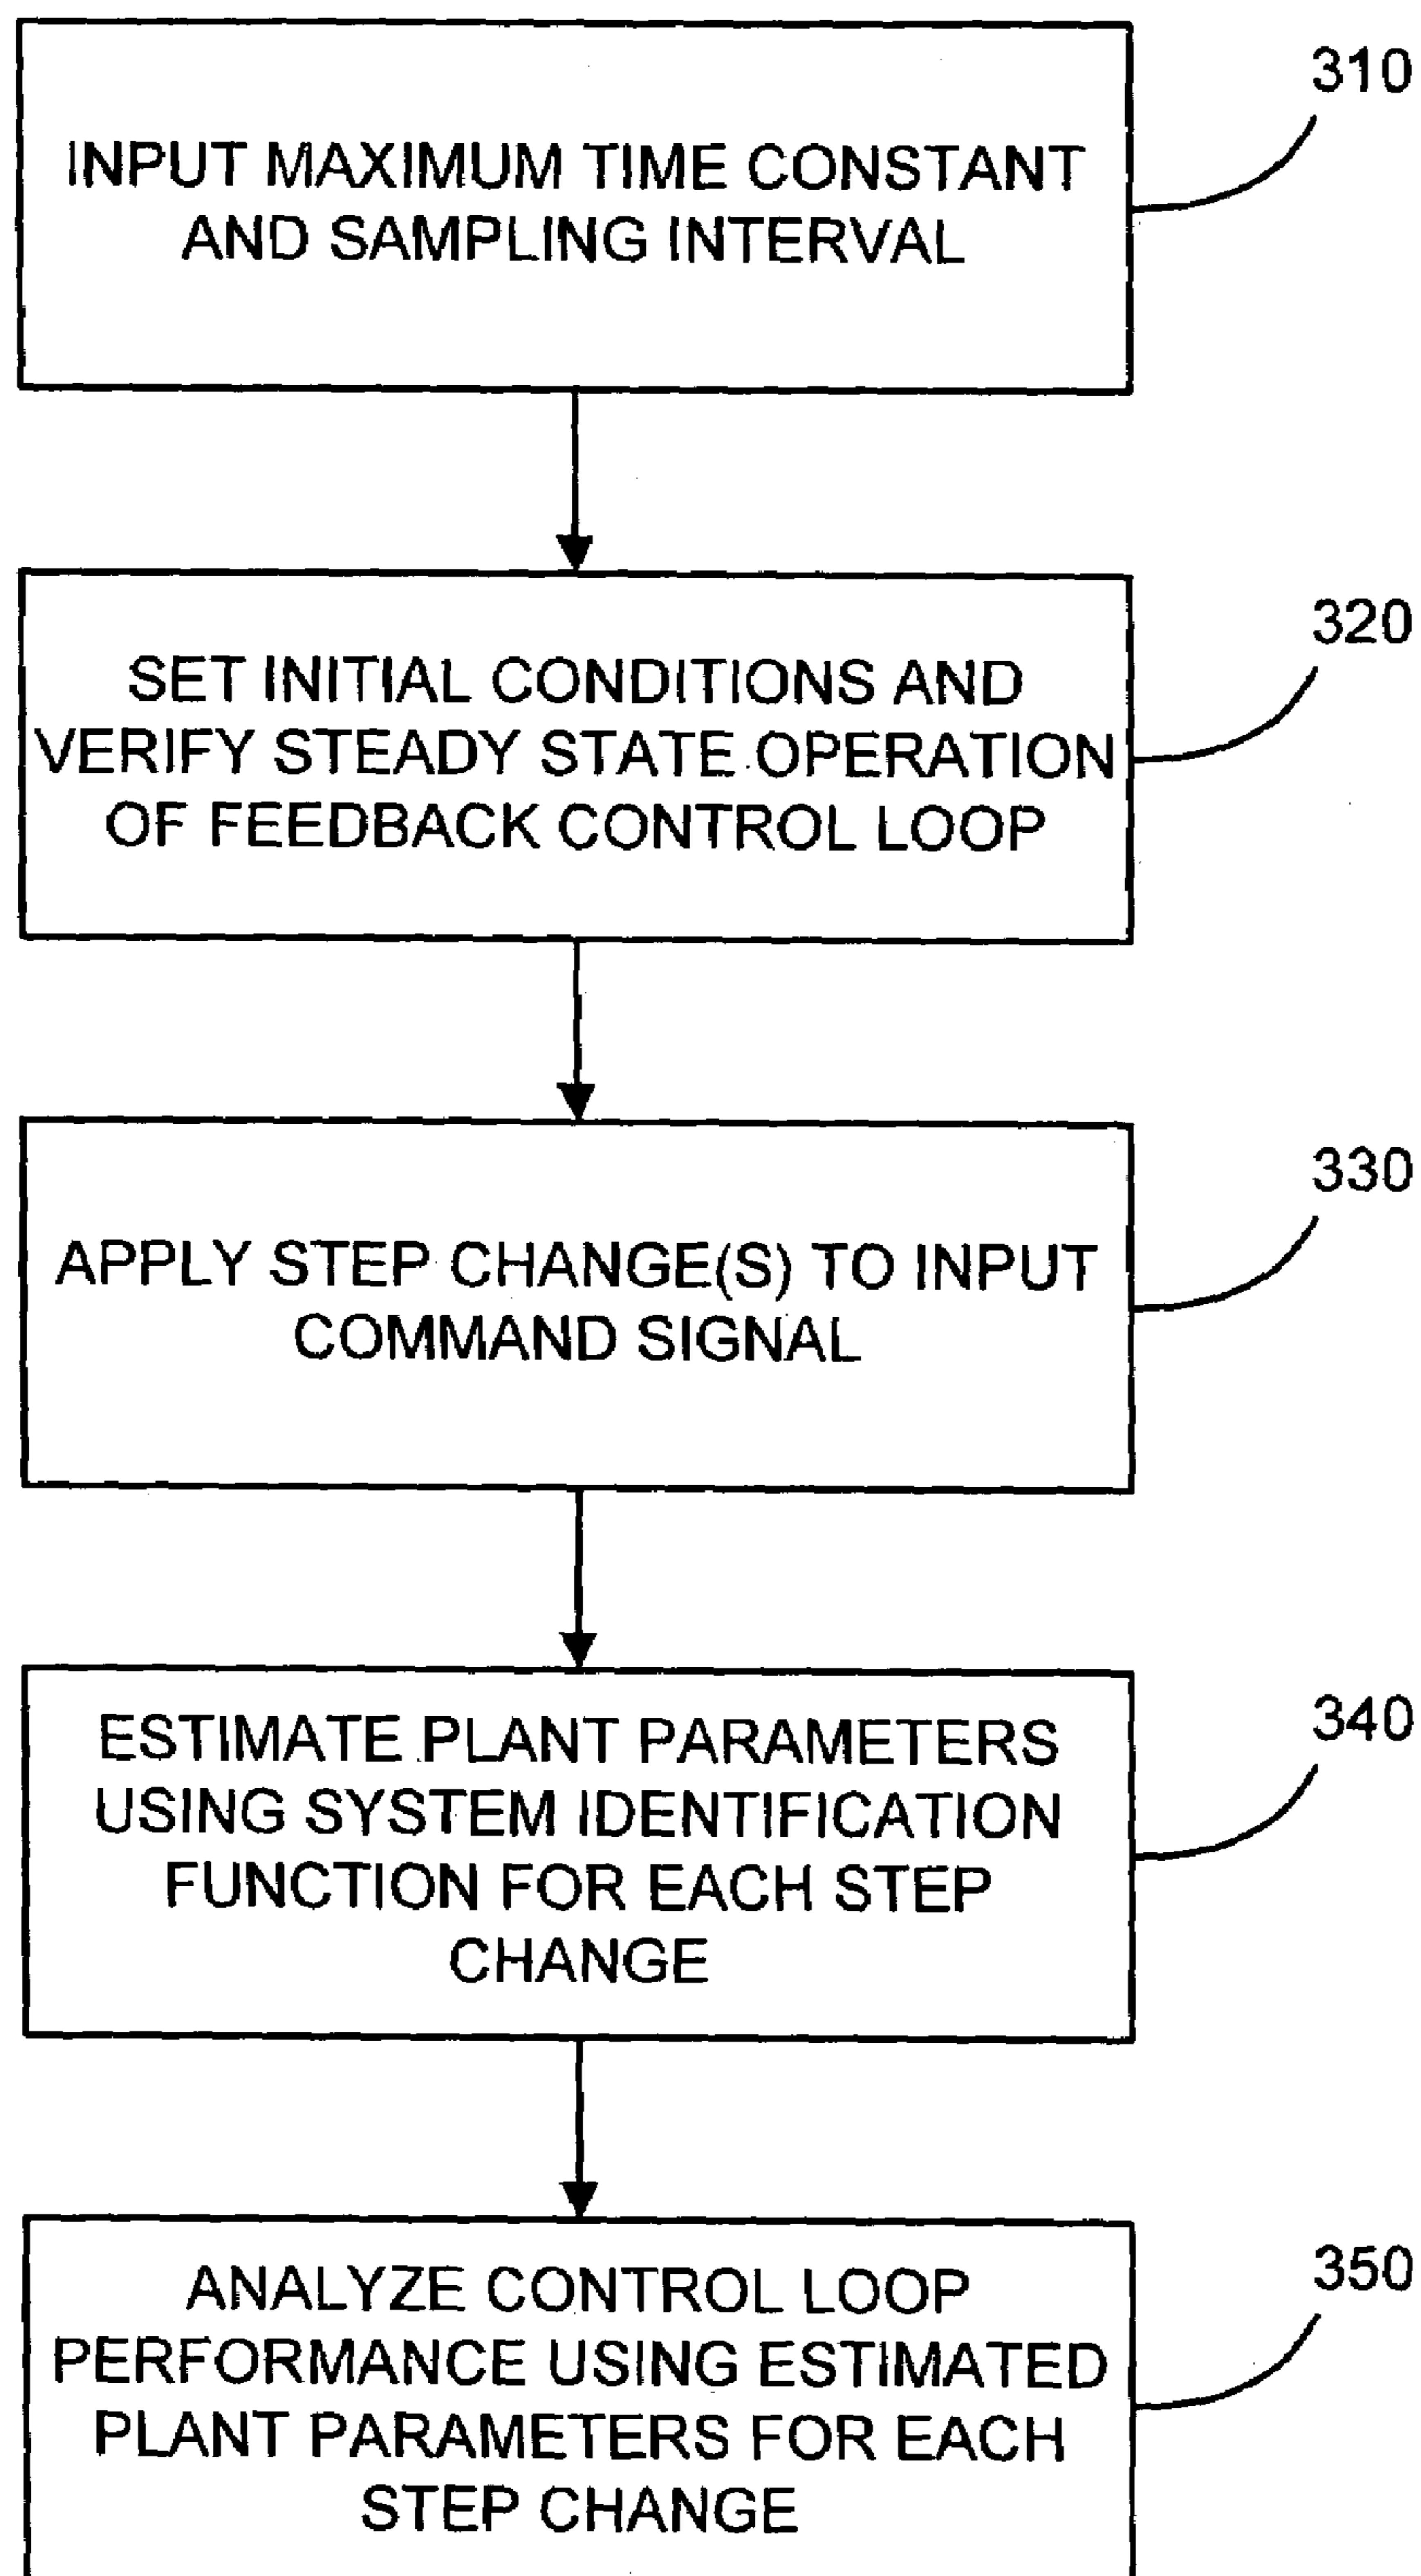 310
INPUT MAXIMUM TIME CONSTANT
AND SAMPLING INTERVAL
320
SET INITIAL CONDITIONS AND
VERIFY STEADY STATE OPERATION
OF FEEDBACK CONTROL LOOP
330
APPLY STEP CHANGE(S) TO INPUT
COMMAND SIGNAL
340
ESTIMATE PLANT PARAMETERS
USING SYSTEM IDENTIFICATION
FUNCTION FOR EACH STEP
CHANGE
350
ANALYZE CONTROL LOOP
PERFORMANCE USING ESTIMATED
PLANT PARAMETERS FOR EACH
STEP CHANGE